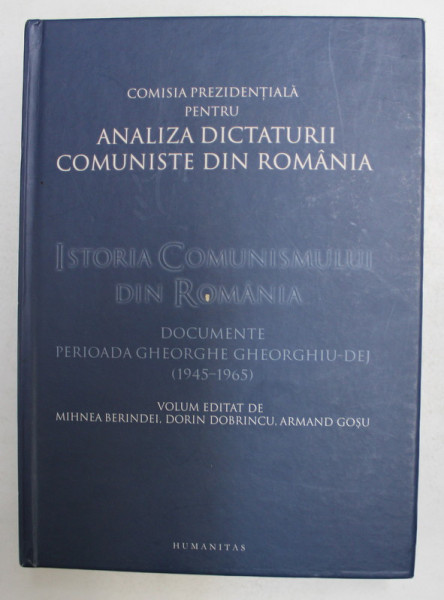 COMISIA PREZIDENȚIALĂ
PENTRU
ANALIZA DICTATURII
COMUNISTE DIN ROMÂNIA
ISTORIA COMUNISMULUI
DIN ROMÂNIA
DOCUMENTE
PERIOADA GHEORGHE GHEORGHIU-DEJ
(1945–1965)
VOLUM EDITAT DE
MIHNEA BERINDEI, DORIN DOBRINCU, ARMAND GOȘU
HUMANITAS